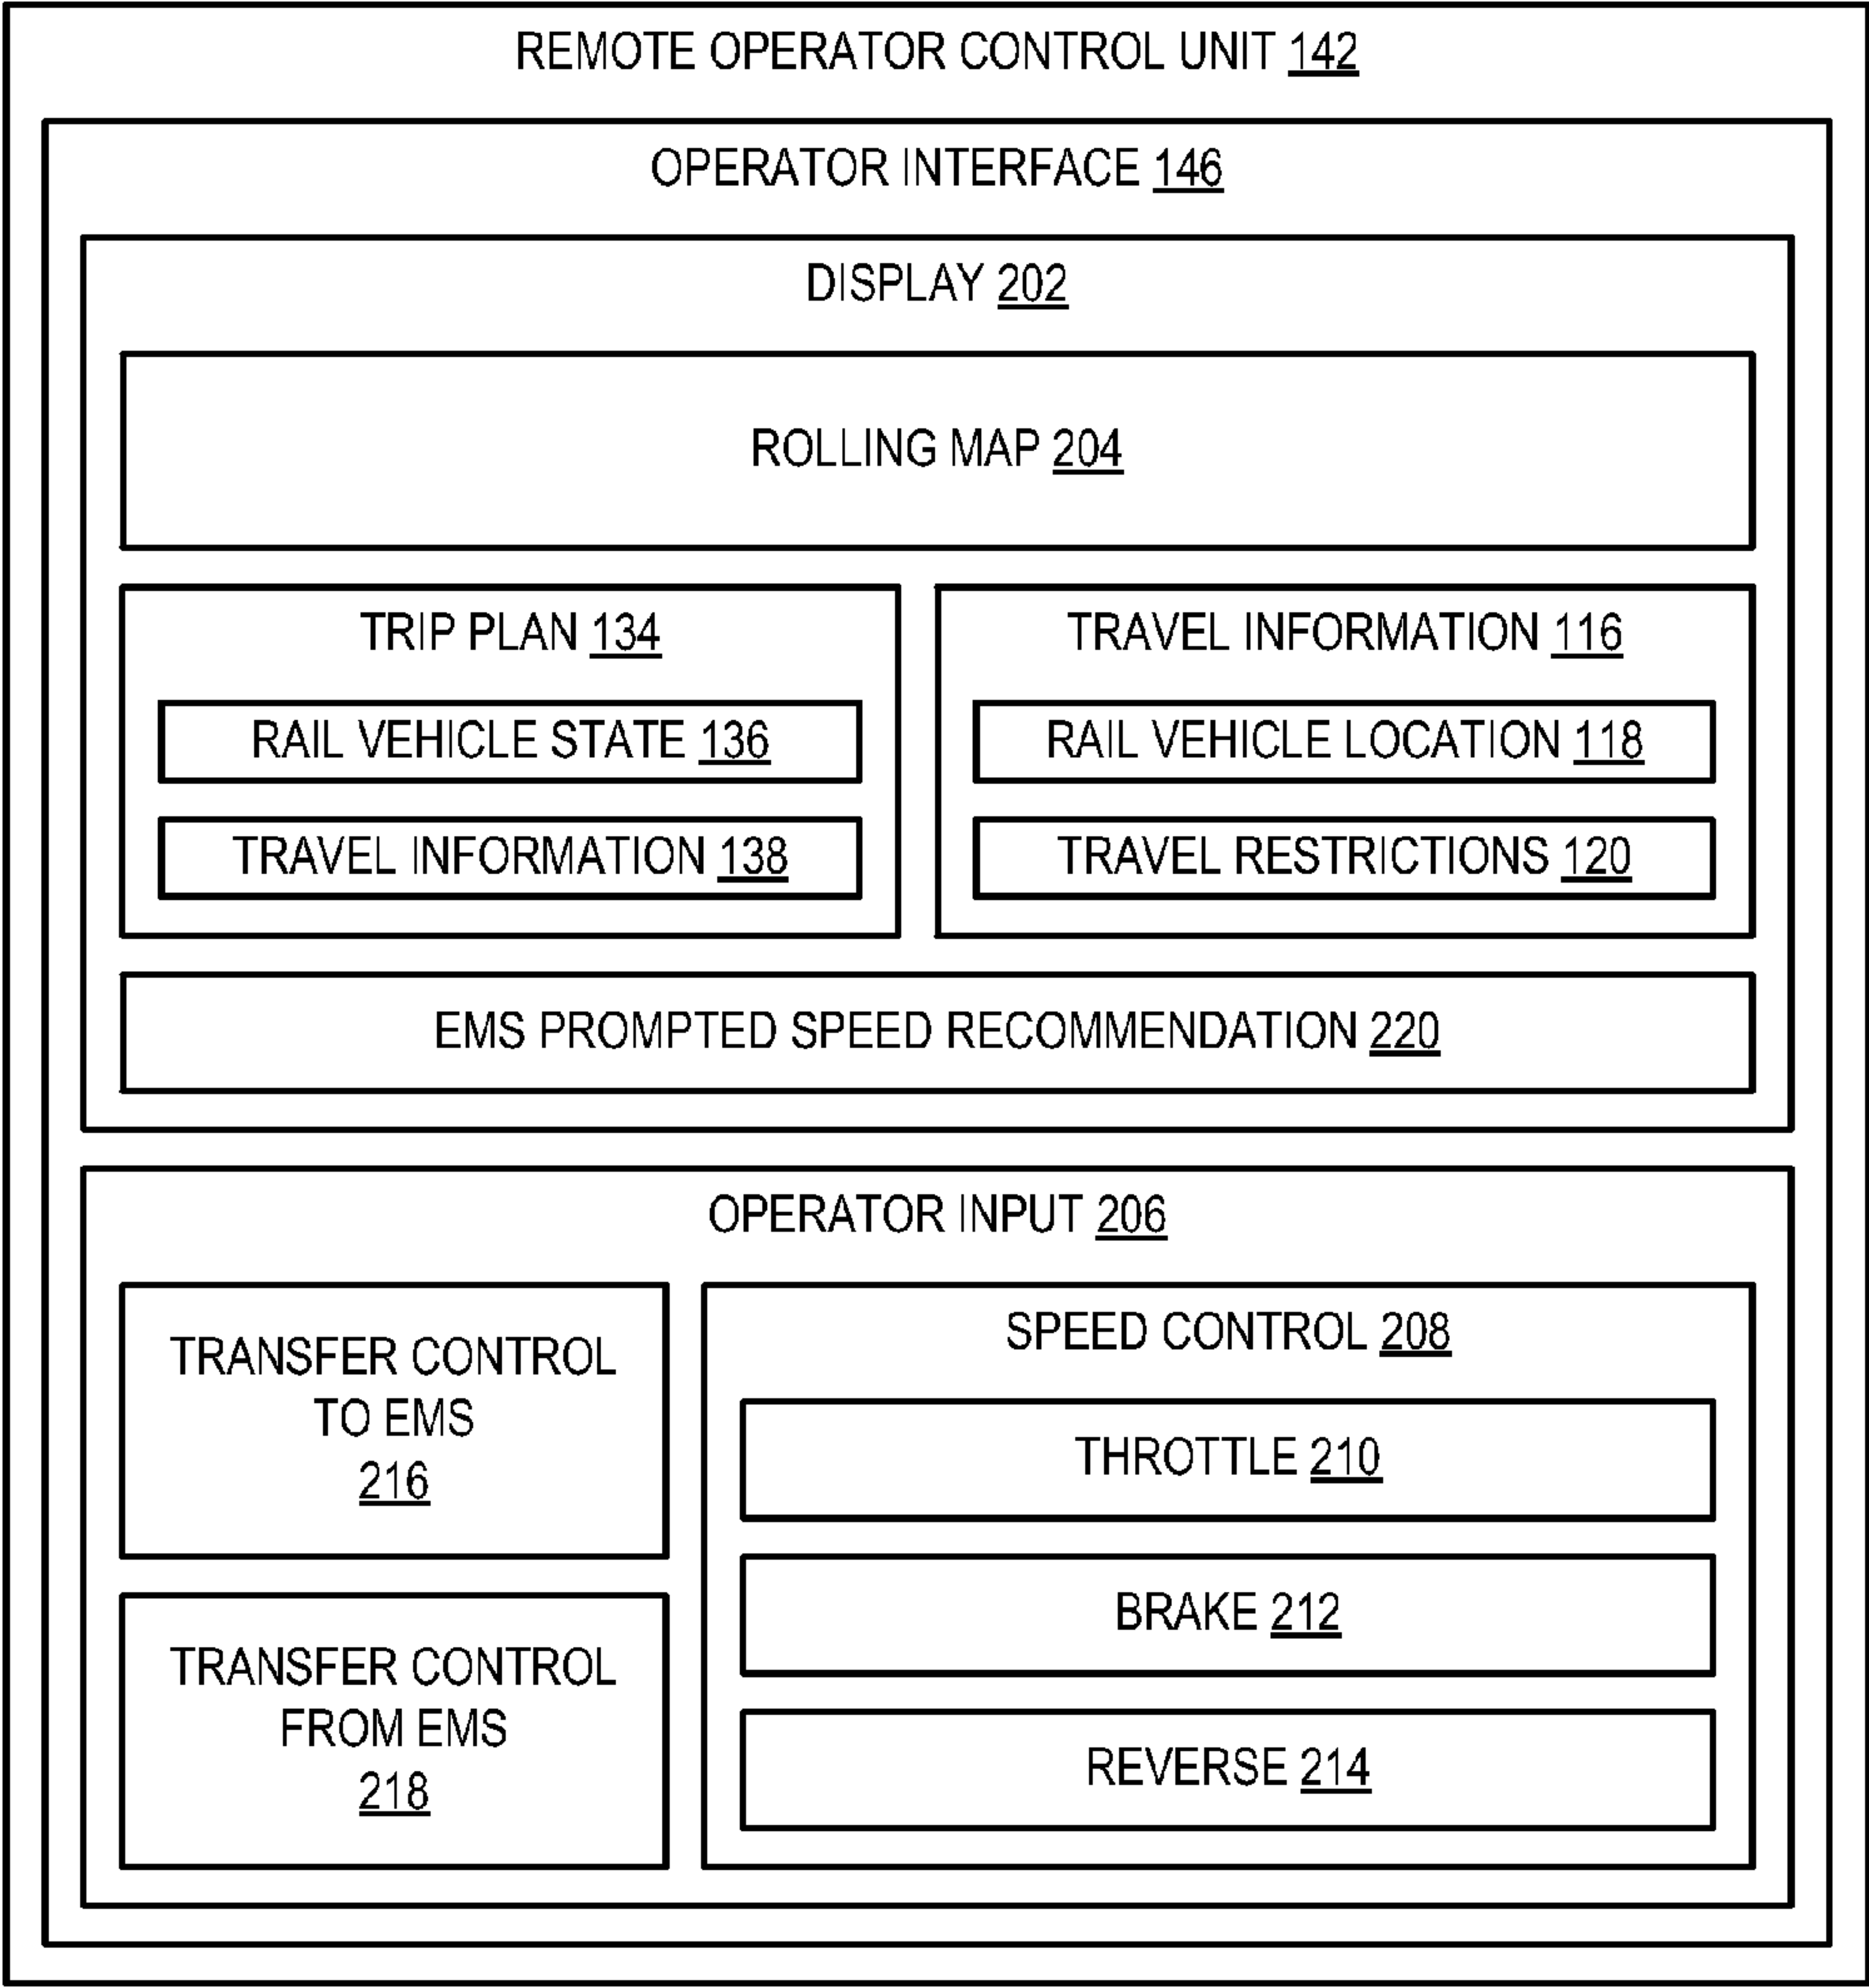 REMOTE OPERATOR CONTROL UNIT 142
OPERATOR INTERFACE 146
DISPLAY 202
ROLLING MAP 204
TRIP PLAN 134
RAIL VEHICLE STATE 136
TRAVEL INFORMATION 138
TRAVEL INFORMATION 116
RAIL VEHICLE LOCATION 118
TRAVEL RESTRICTIONS 120
EMS PROMPTED SPEED RECOMMENDATION 220
OPERATOR INPUT 206
TRANSFER CONTROL
TO EMS
216
TRANSFER CONTROL
FROM EMS
218
SPEED CONTROL 208
THROTTLE 210
BRAKE 212
REVERSE 214